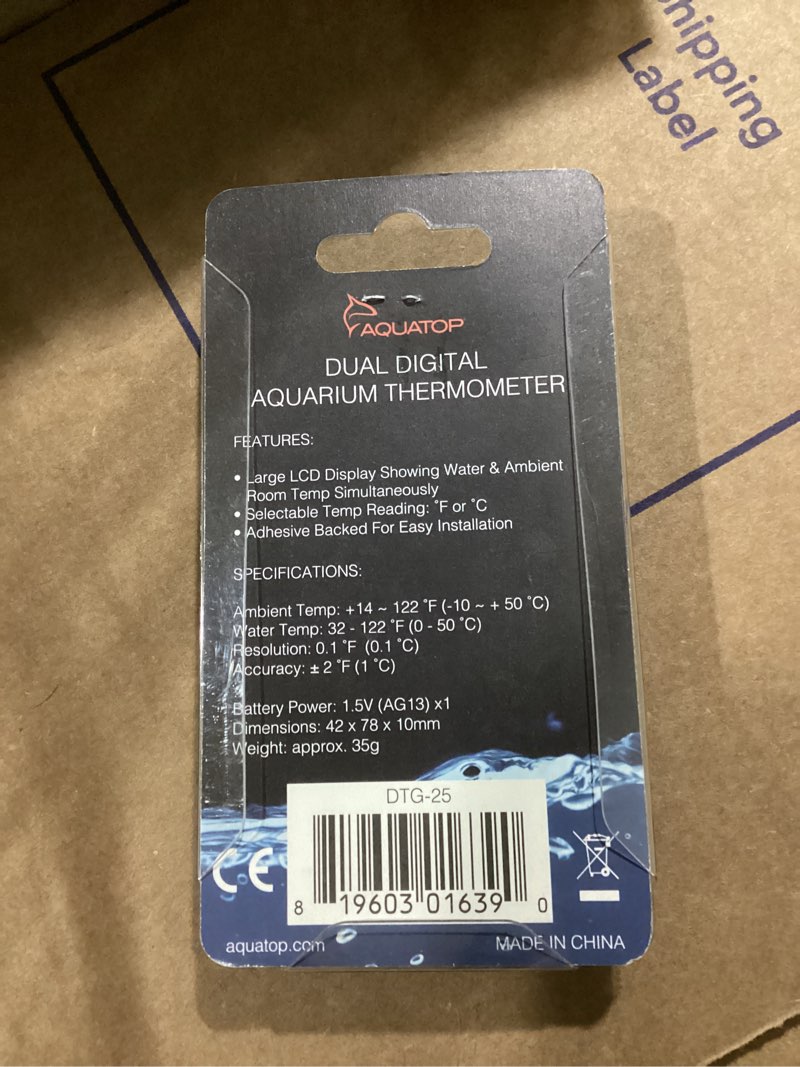 Shipping
Label
AQUATOP
DUAL DIGITAL
AQUARIUM THERMOMETER
FEATURES:
• Large LCD Display Showing Water & Ambient
Room Temp Simultaneously
• Selectable Temp Reading: ˚F or ˚C
• Adhesive Backed For Easy Installation
SPECIFICATIONS:
Ambient Temp: +14 ~ 122 ˚F (-10 ~ + 50 ˚C)
Water Temp: 32 - 122 ˚F (0 - 50 ˚C)
Resolution: 0.1 ˚F (0.1 ˚C)
Accuracy: ± 2 ˚F (1 ˚C)
Battery Power: 1.5V (AG13) x1
Dimensions: 42 x 78 x 10mm
Weight: approx. 35g
DTG-25
CE
8 19603 01639 0
aquatop.com
MADE IN CHINA